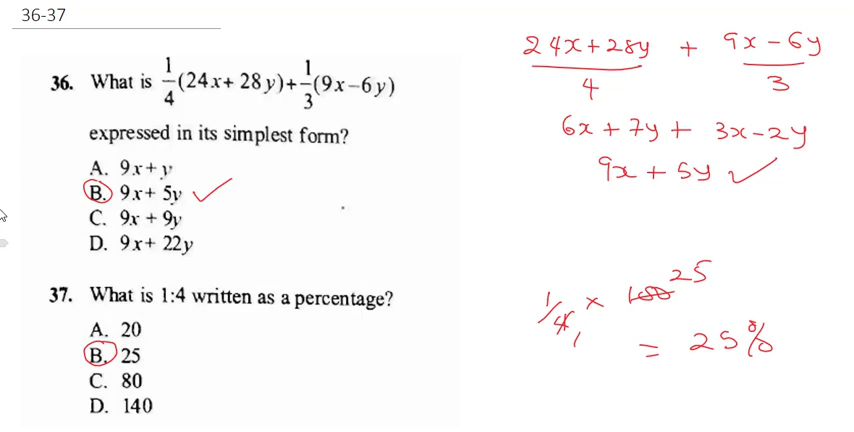 36-37
36. What is 1/4(24x+ 28y)+1/3(9x−6y)
expressed in its simplest form?
A. 9x+y
B. 9x+ 5y ✓
C. 9x + 9y
D. 9x+ 22y
37. What is 1:4 written as a percentage?
A. 20
B. 25
C. 80
D. 140
24x+28y/4 + 9x−6y/3
6x+7y+ 3x−2y
9x+5y ✓
1/4 1 × 100 25
= 25%